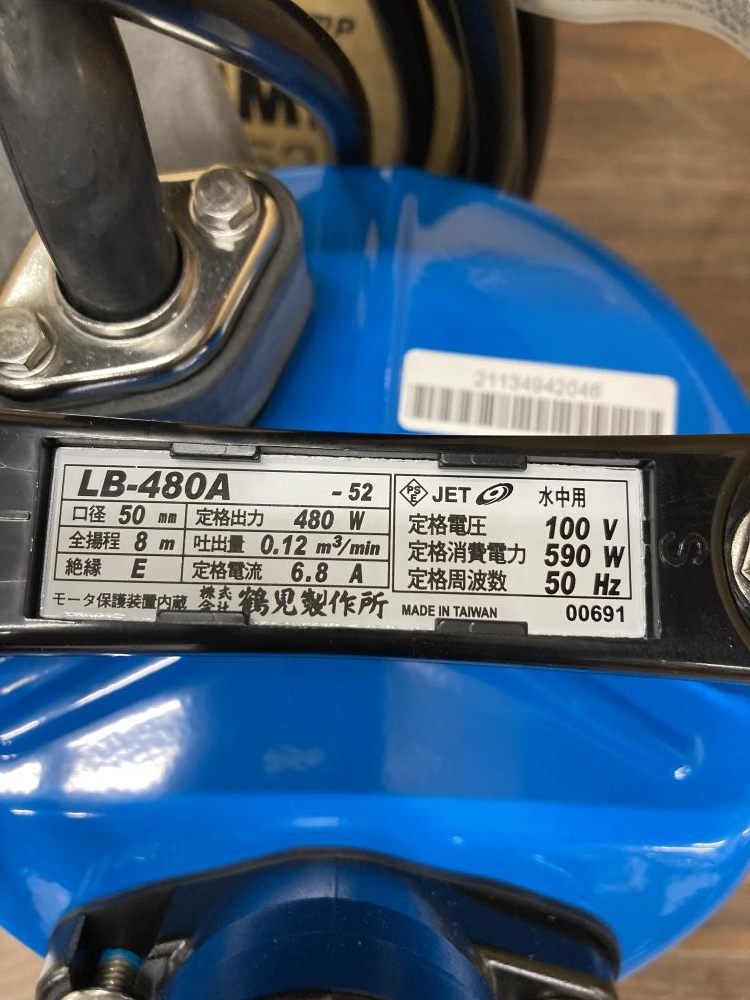 mp
21134942046
LB-480A -52
口径 50 mm 定格出力 480 W
全揚程 8 m 吐出量 0.12 m³/min
絶縁 E 定格電流 6.8 A
モータ保護装置内蔵 株式会社 鶴見製作所
PSE JET 水中用
定格電圧 100 V
定格消費電力 590 W
定格周波数 50 Hz
MADE IN TAIWAN 00691
S